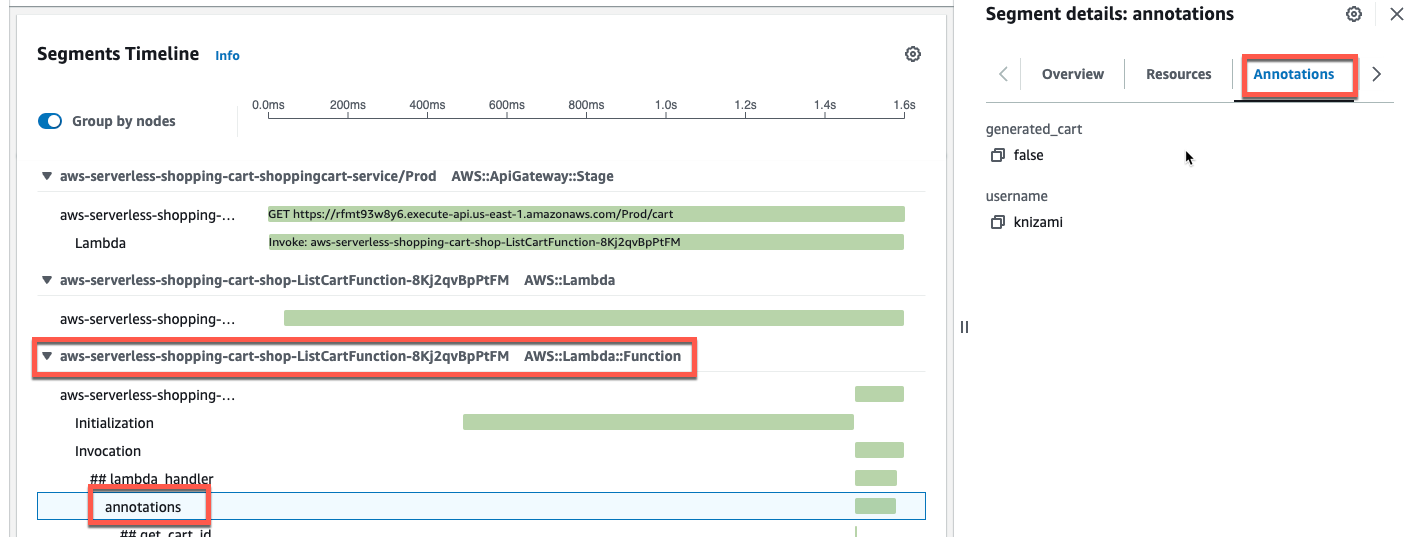 Segments Timeline Info
0.0ms 200ms 400ms 600ms 800ms 1.0s 1.2s 1.4s 1.6s
Group by nodes
aws-serverless-shopping-cart-shoppingcart-service/Prod AWS::ApiGateway::Stage
aws-serverless-shopping-... GET https://rfmt93w8y6.execute-api.us-east-1.amazonaws.com/Prod/cart
Lambda Invoke: aws-serverless-shopping-cart-shop-ListCartFunction-8Kj2qvBpPtFM
aws-serverless-shopping-cart-shop-ListCartFunction-8Kj2qvBpPtFM AWS::Lambda
aws-serverless-shopping-...
aws-serverless-shopping-cart-shop-ListCartFunction-8Kj2qvBpPtFM AWS::Lambda::Function
aws-serverless-shopping-...
Initialization
Invocation
## lambda_handler
annotations
## get_cart_id
Segment details: annotations
Overview Resources Annotations
generated_cart
false
username
knizami